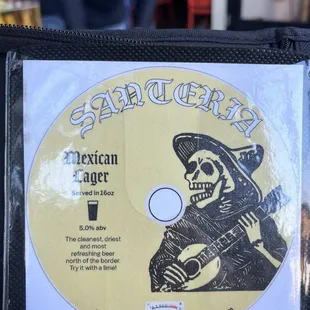 SANTERIA
Mexican
Lager
Served in 16oz
5.0% abv
The cleanest, driest
and most
refreshing beer
north of the border.
Try it with a lime!